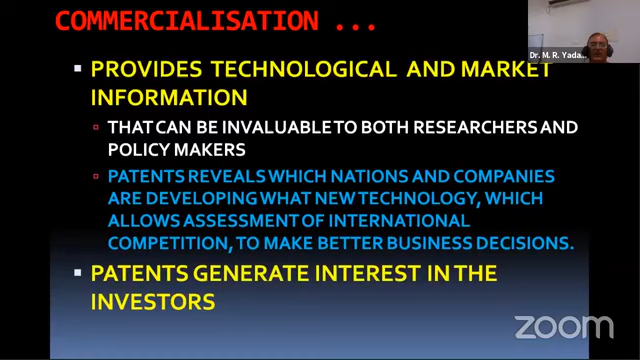 COMMERCIALISATION ...
Dr. M. R. Yada...
PROVIDES TECHNOLOGICAL AND MARKET
INFORMATION
THAT CAN BE INVALUABLE TO BOTH RESEARCHERS AND
POLICY MAKERS
PATENTS REVEALS WHICH NATIONS AND COMPANIES
ARE DEVELOPING WHAT NEW TECHNOLOGY, WHICH
ALLOWS ASSESSMENT OF INTERNATIONAL
COMPETITION, TO MAKE BETTER BUSINESS DECISIONS.
PATENTS GENERATE INTEREST IN THE
INVESTORS
zoom